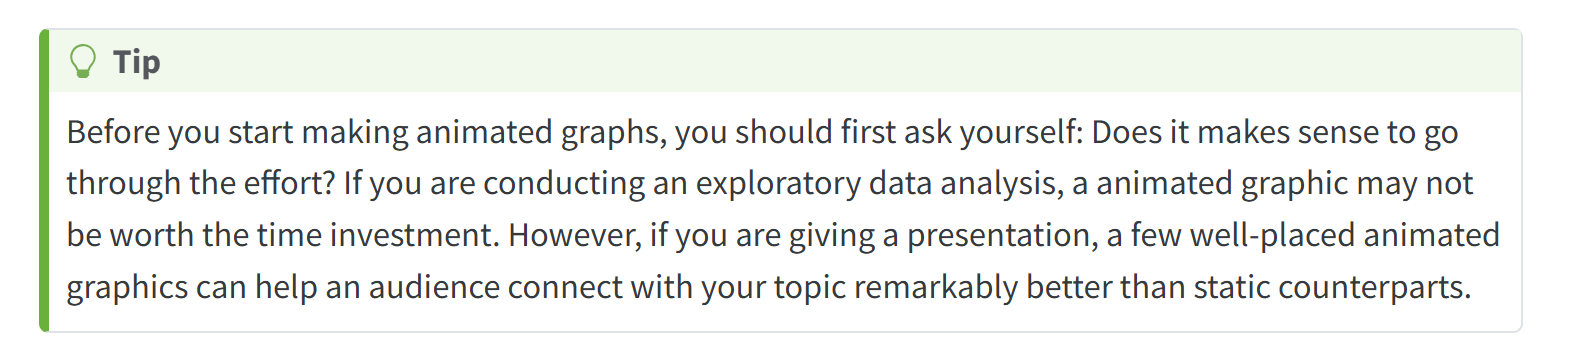 Tip
Before you start making animated graphs, you should first ask yourself: Does it makes sense to go
through the effort? If you are conducting an exploratory data analysis, a animated graphic may not
be worth the time investment. However, if you are giving a presentation, a few well-placed animated
graphics can help an audience connect with your topic remarkably better than static counterparts.